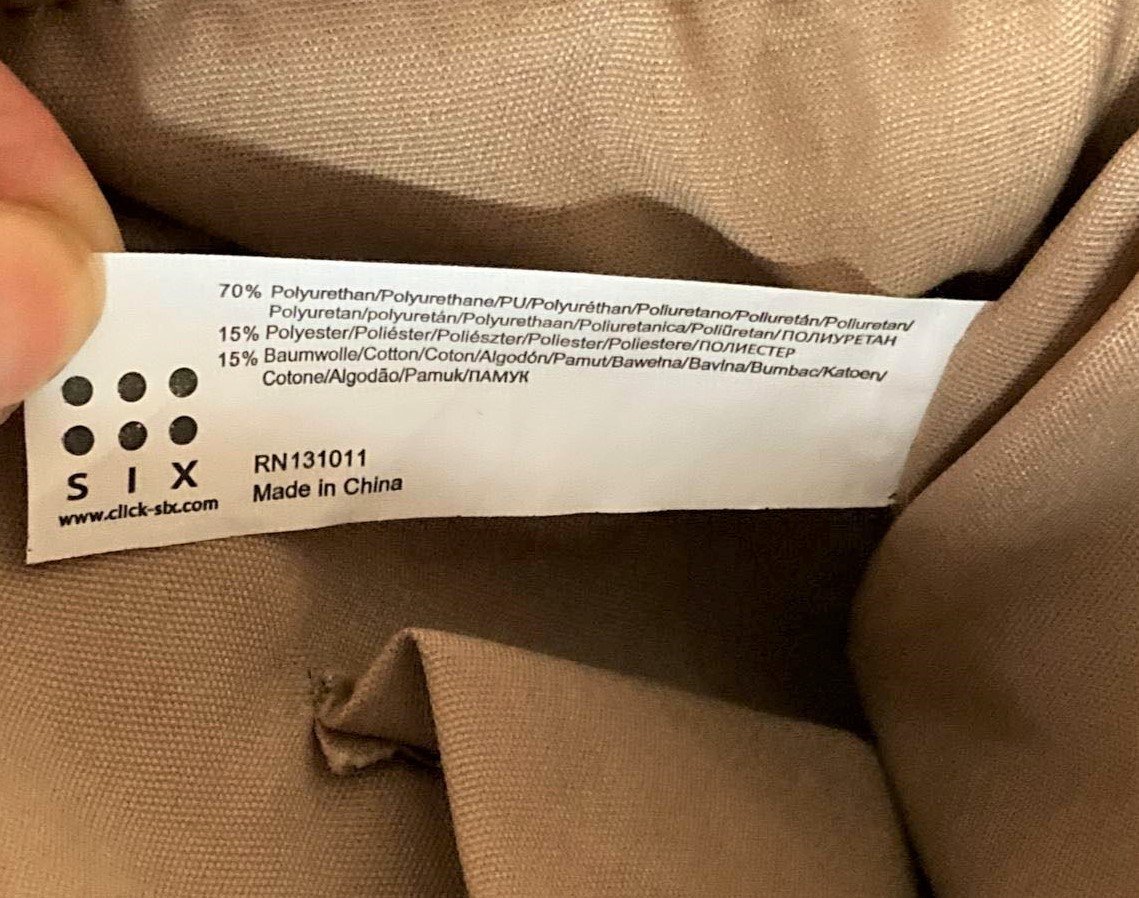 70% Polyurethan/Polyurethane/PU/Polyuréthan/Poliuretano/Poliuretán/Poliuretan/
Polyuretan/polyuretán/Polyurethaan/Poliuretanica/Poliüretan/ПОЛИУРЕТАН
15% Polyester/Poliéster/Poliészter/Poliester/Poliestere/ПОЛИЕСТЕР
15% Baumwolle/Cotton/Coton/Algodón/Pamut/Bawełna/Bavlna/Bumbac/Katoen/
Cotone/Algodão/Pamuk/ПАМУК
SIX
www.click-six.com
RN131011
Made in China